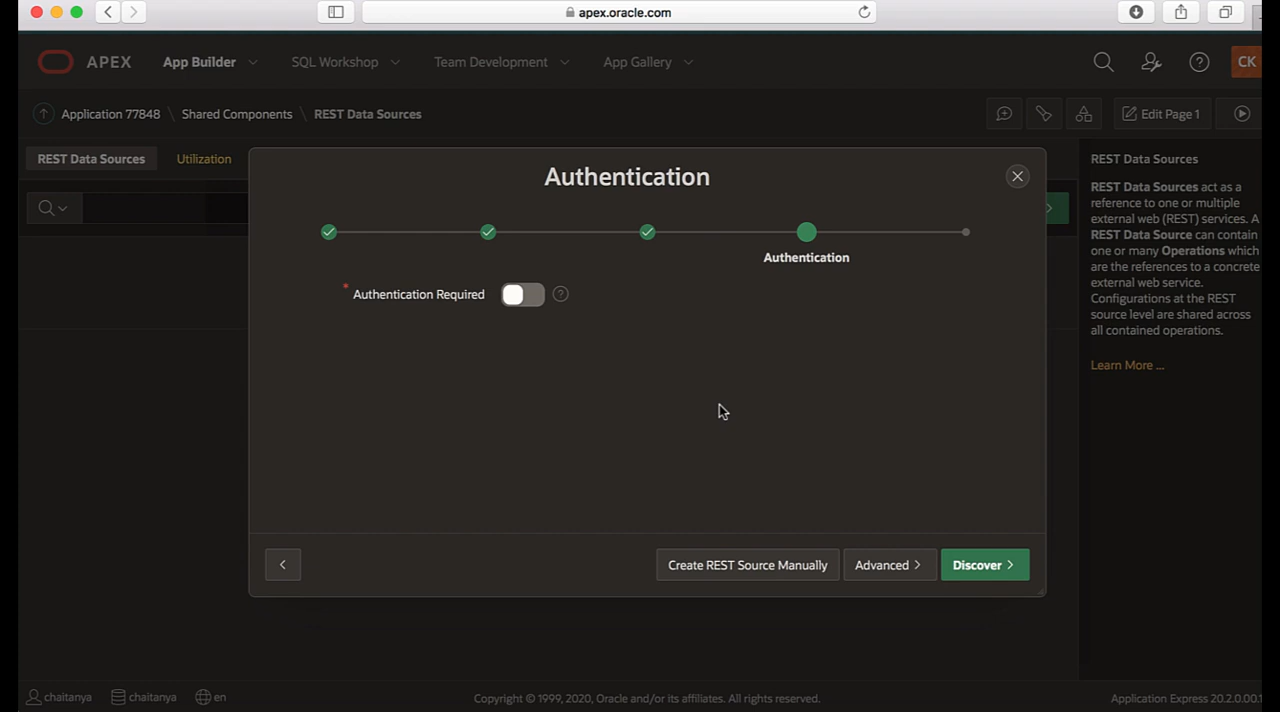 apex.oracle.com
APEX App Builder SQL Workshop Team Development App Gallery CK
Application 77848 \ Shared Components \ REST Data Sources Edit Page 1
REST Data Sources Utilization
Authentication
Authentication
* Authentication Required
Create REST Source Manually Advanced Discover
REST Data Sources
REST Data Sources act as a
reference to one or multiple
external web (REST) services. A
REST Data Source can contain
one or many Operations which
are the references to a concrete
external web service.
Configurations at the REST
source level are shared across
all contained operations.
Learn More ...
chaitanya chaitanya en Copyright © 1999, 2020, Oracle and/or its affiliates. All rights reserved. Application Express 20.2.0.00.1